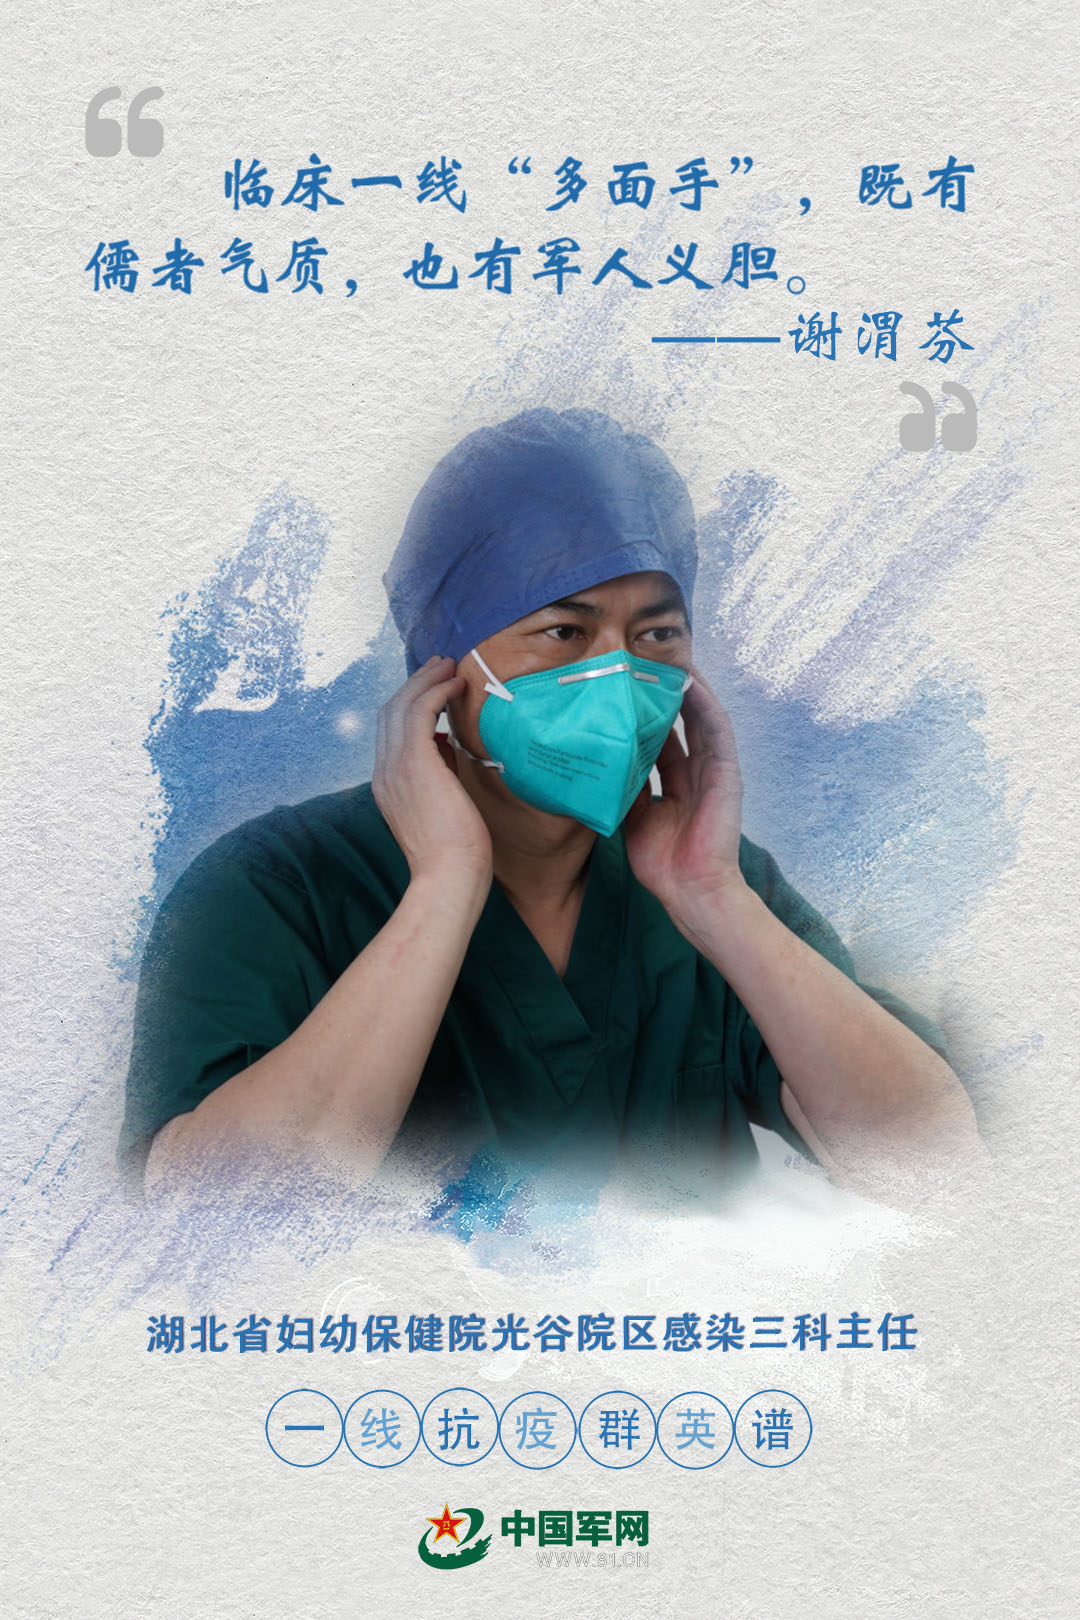 临床一线“多面手”，既有
儒者气质，也有军人义胆。
——谢渭芬
湖北省妇幼保健院光谷院区感染三科主任
一线抗疫群英谱
中国军网
WWW.81.CN